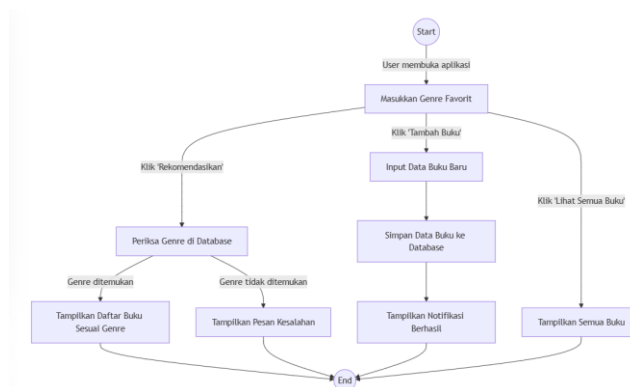 Start
User membuka aplikasi
Masukkan Genre Favorit
Klik 'Rekomendasikan'
Klik 'Tambah Buku'
Klik 'Lihat Semua Buku'
Input Data Buku Baru
Periksa Genre di Database
Simpan Data Buku ke
Database
Genre ditemukan
Genre tidak ditemukan
Tampilkan Daftar Buku
Sesuai Genre
Tampilkan Pesan Kesalahan
Tampilkan Notifikasi
Berhasil
Tampilkan Semua Buku
End